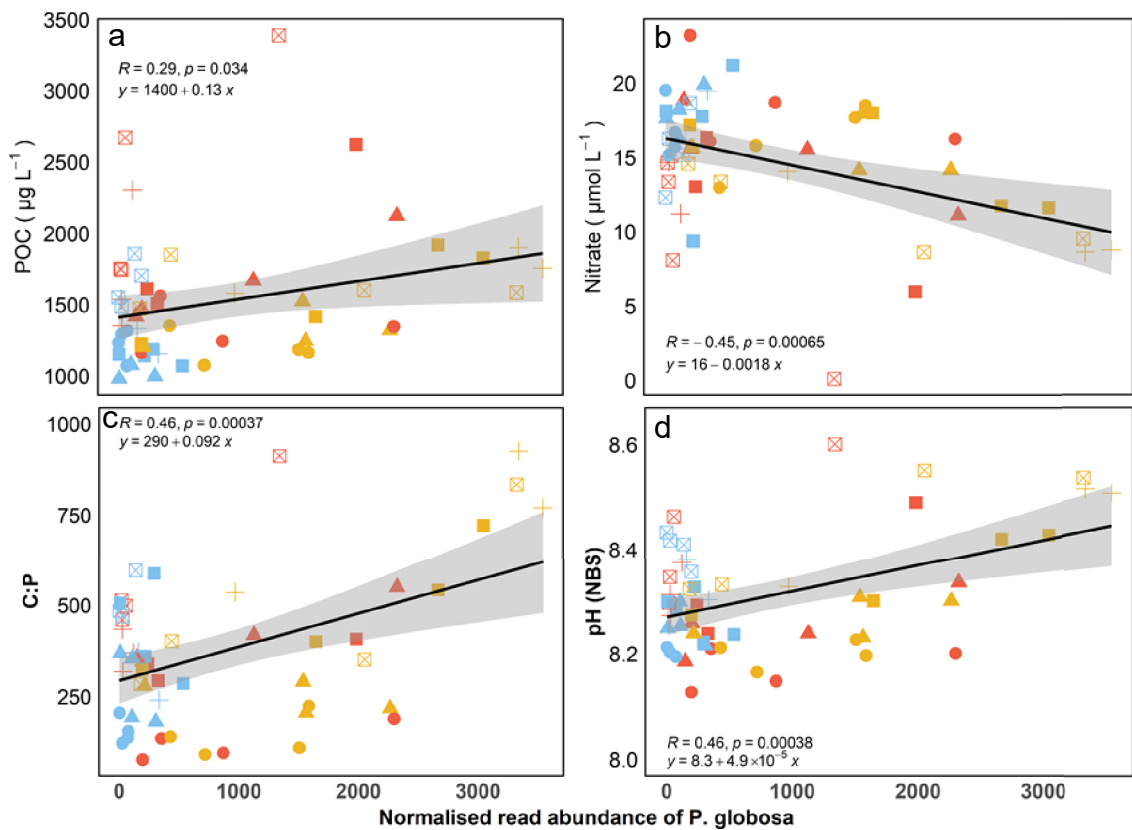 a
R = 0.29, p = 0.034
y = 1400 + 0.13 x
POC ( µg L⁻¹ )
3500
3000
2500
2000
1500
1000
b
R = − 0.45, p = 0.00065
y = 16 − 0.0018 x
Nitrate ( µmol L⁻¹ )
20
15
10
5
0
c
R = 0.46, p = 0.00037
y = 290 + 0.092 x
C:P
1000
750
500
250
d
R = 0.46, p = 0.00038
y = 8.3 + 4.9×10⁻⁵ x
pH (NBS)
8.6
8.4
8.2
8.0
0 1000 2000 3000
0 1000 2000 3000
Normalised read abundance of P. globosa